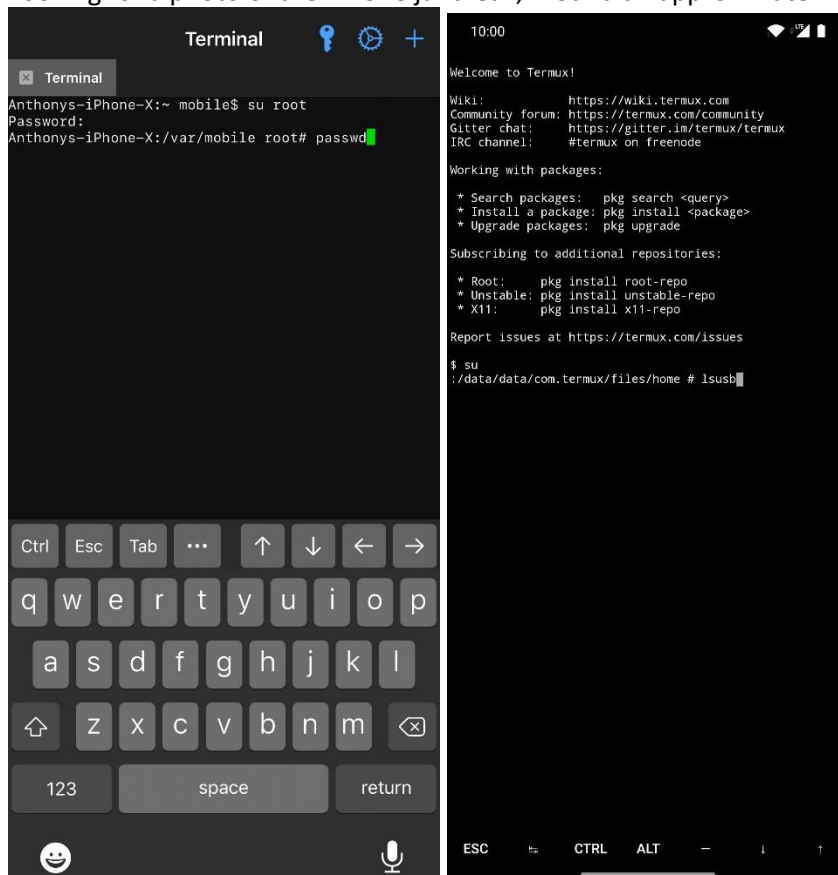 Terminal
Terminal
Anthonys-iPhone-X:~ mobile$ su root
Password:
Anthonys-iPhone-X:/var/mobile root# passwd
Ctrl Esc Tab ••• ↑ ↓ ← →
q w e r t y u i o p
a s d f g h j k l
z x c v b n m
123 space return
10:00 LTE
Welcome to Termux!
Wiki: https://wiki.termux.com
Community forum: https://termux.com/community
Gitter chat: https://gitter.im/termux/termux
IRC channel: #termux on freenode
Working with packages:
* Search packages: pkg search <query>
* Install a package: pkg install <package>
* Upgrade packages: pkg upgrade
Subscribing to additional repositories:
* Root: pkg install root-repo
* Unstable: pkg install unstable-repo
* X11: pkg install x11-repo
Report issues at https://termux.com/issues
$ su
:/data/data/com.termux/files/home # lsusb
ESC CTRL ALT — ↓ ↑